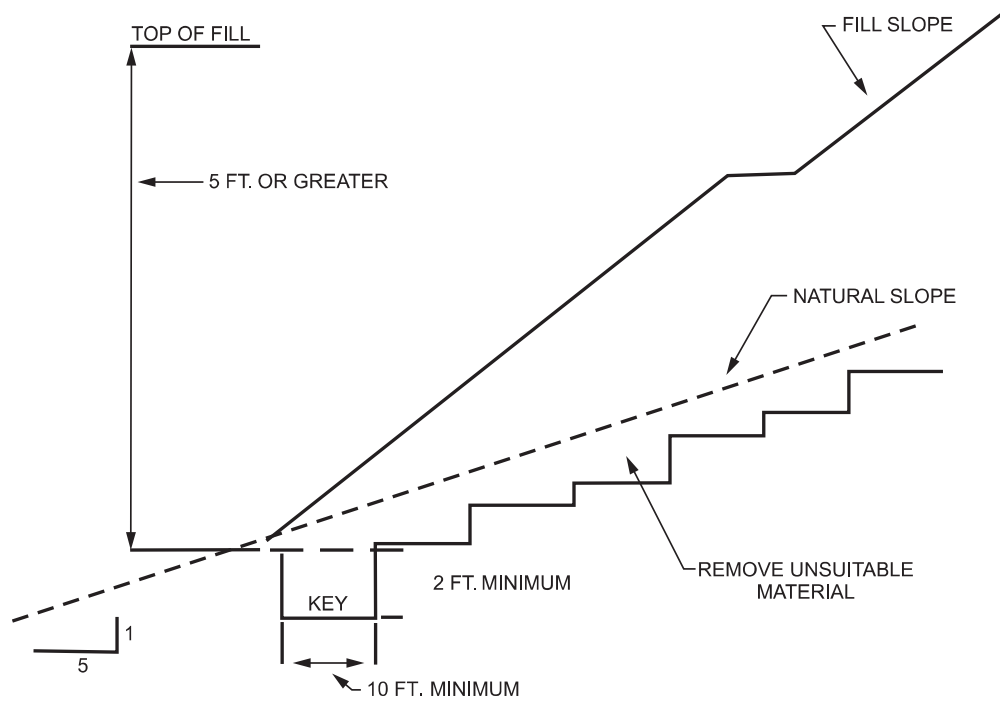 TOP OF FILL
FILL SLOPE
5 FT. OR GREATER
NATURAL SLOPE
2 FT. MINIMUM
REMOVE UNSUITABLE
MATERIAL
KEY
1
5
10 FT. MINIMUM